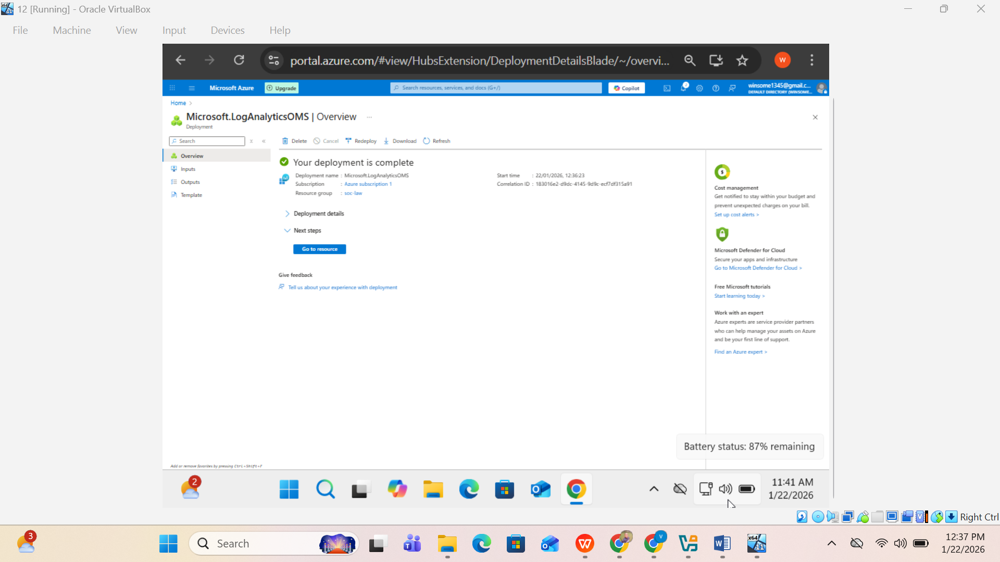 12 [Running] - Oracle VirtualBox
File Machine View Input Devices Help
portal.azure.com/#view/HubsExtension/DeploymentDetailsBlade/~/overvi...
W
Microsoft Azure
Upgrade
Search resources, services, and docs (G+/)
Copilot
2
winsome1345@gmail.c...
DEFAULT DIRECTORY (WINSOME...
Home >
Microsoft.LogAnalyticsOMS | Overview ...
Deployment
Search
Delete Cancel Redeploy Download Refresh
Overview
Inputs
Outputs
Template
Your deployment is complete
Deployment name : Microsoft.LogAnalyticsOMS
Subscription : Azure subscription 1
Resource group : soc-law
Start time : 22/01/2026, 12:36:23
Correlation ID : 183016e2-d9dc-4145-9d9c-ecf7df315a91
Deployment details
Next steps
Go to resource
Give feedback
Tell us about your experience with deployment
Cost management
Get notified to stay within your budget and
prevent unexpected charges on your bill.
Set up cost alerts >
Microsoft Defender for Cloud
Secure your apps and infrastructure
Go to Microsoft Defender for Cloud >
Free Microsoft tutorials
Start learning today >
Work with an expert
Azure experts are service provider partners
who can help manage your assets on Azure
and be your first line of support.
Find an Azure expert >
Battery status: 87% remaining
Add or remove favorites by pressing Ctrl+Shift+F
2
11:41 AM
1/22/2026
Right Ctrl
3
Search
12:37 PM
1/22/2026